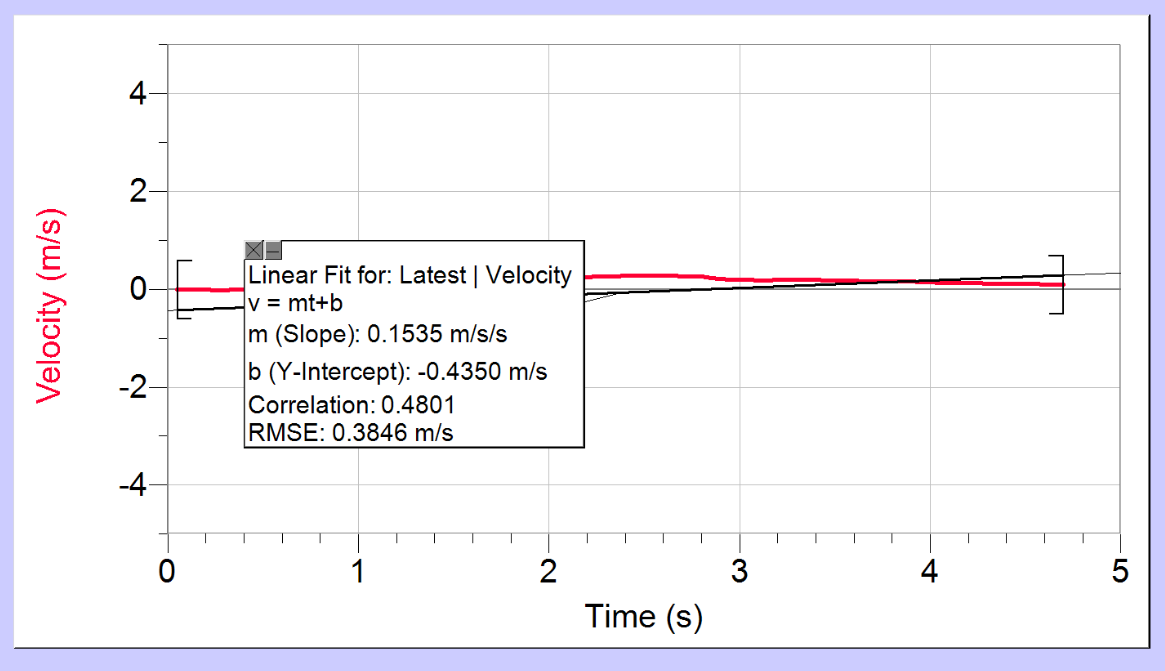 4
2
0
-2
-4
Velocity (m/s)
Linear Fit for: Latest | Velocity
v = mt+b
m (Slope): 0.1535 m/s/s
b (Y-Intercept): -0.4350 m/s
Correlation: 0.4801
RMSE: 0.3846 m/s
0 1 2 3 4 5
Time (s)